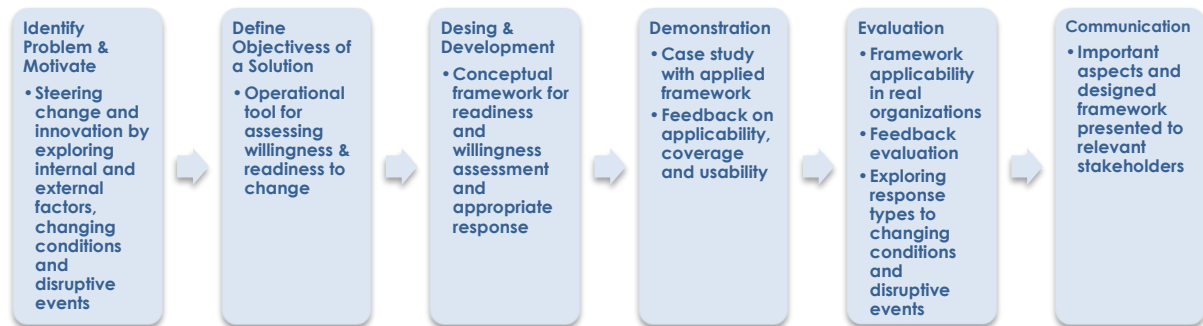 Identify
Problem &
Motivate
• Steering
change and
innovation by
exploring
internal and
external
factors,
changing
conditions
and
disruptive
events
Define
Objectivess of
a Solution
• Operational
tool for
assessing
willingness &
readiness to
change
Desing &
Development
• Conceptual
framework for
readiness
and
willingness
assessment
and
appropriate
response
Demonstration
• Case study
with applied
framework
• Feedback on
applicability,
coverage
and usability
Evaluation
• Framework
applicability
in real
organizations
• Feedback
evaluation
• Exploring
response
types to
changing
conditions
and
disruptive
events
Communication
• Important
aspects and
designed
framework
presented to
relevant
stakeholders